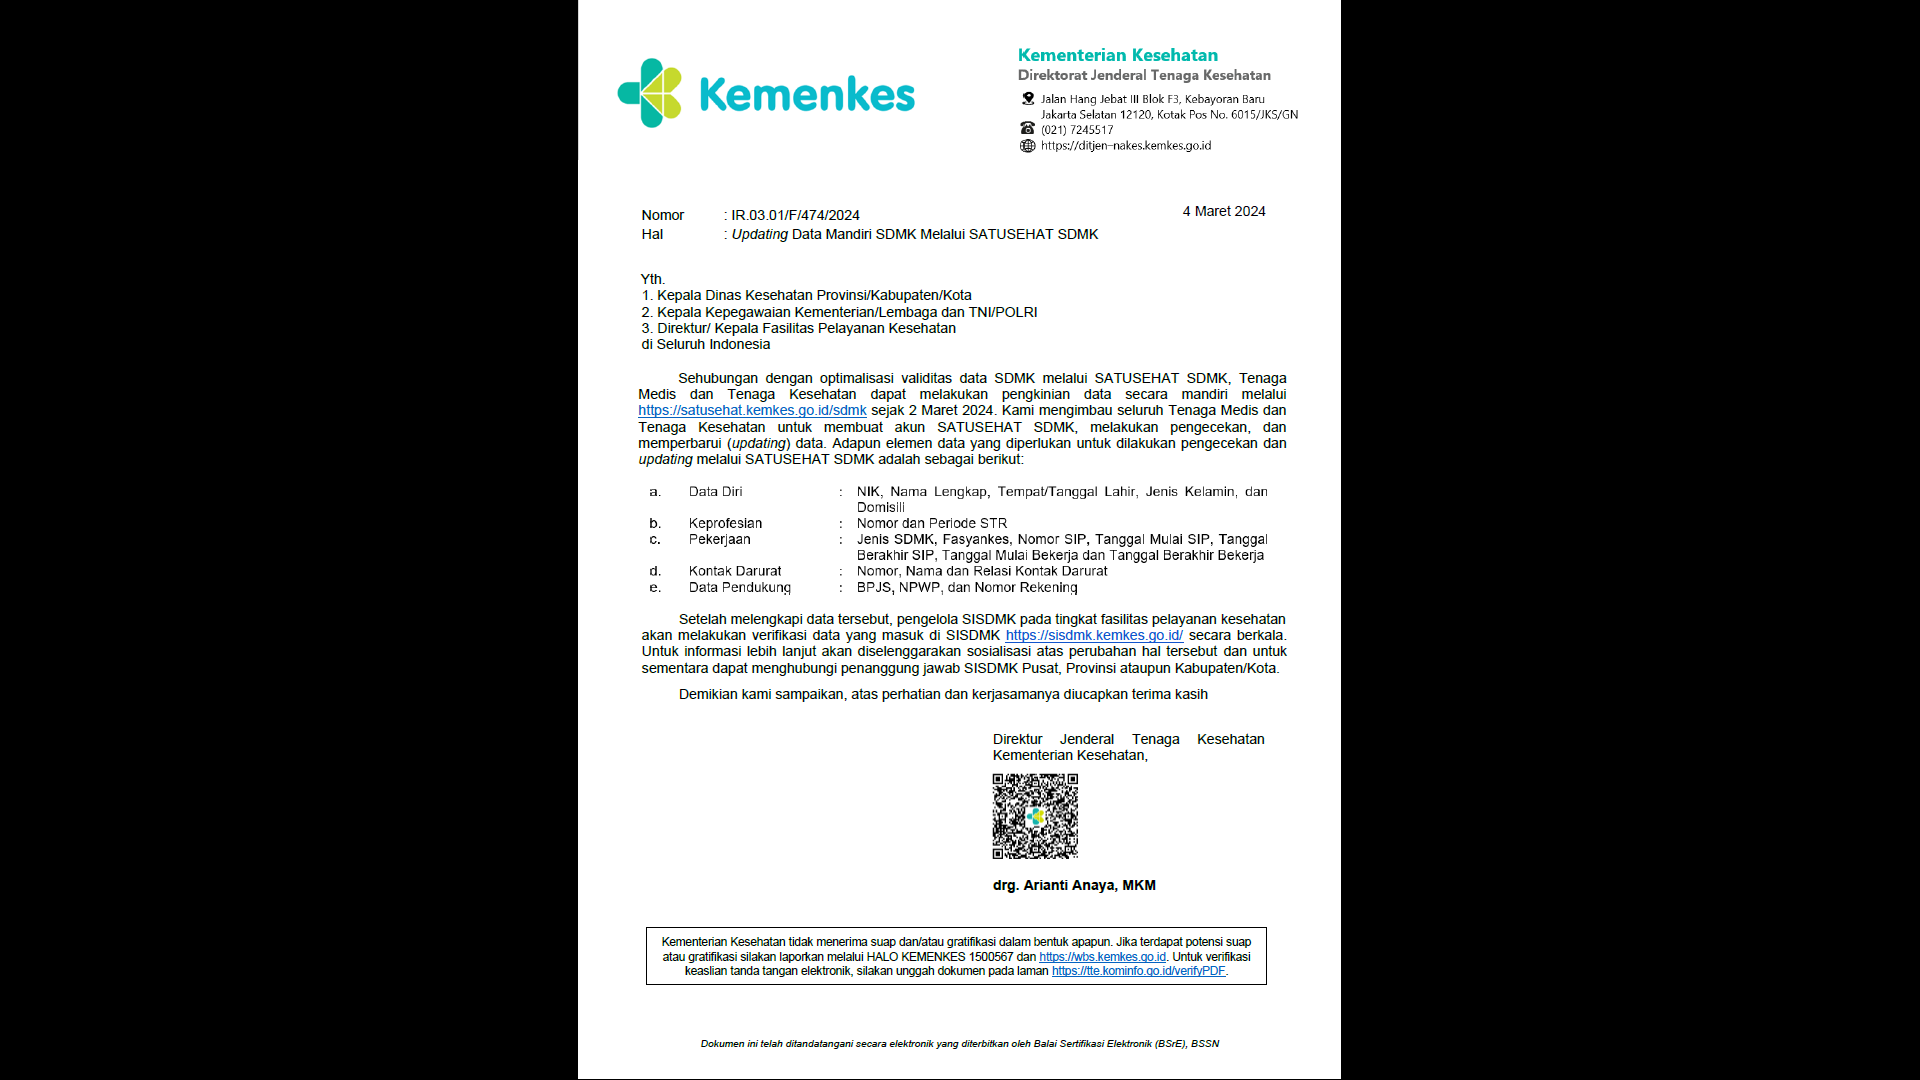 Kemenkes
Kementerian Kesehatan
Direktorat Jenderal Tenaga Kesehatan
Jalan Hang Jebat III Blok F3, Kebayoran Baru
Jakarta Selatan 12120, Kotak Pos No. 6015/JKS/GN
(021) 7245517
https://ditjen-nakes.kemkes.go.id
Nomor : IR.03.01/F/474/2024 4 Maret 2024
Hal : Updating Data Mandiri SDMK Melalui SATUSEHAT SDMK
Yth.
1. Kepala Dinas Kesehatan Provinsi/Kabupaten/Kota
2. Kepala Kepegawaian Kementerian/Lembaga dan TNI/POLRI
3. Direktur/ Kepala Fasilitas Pelayanan Kesehatan
di Seluruh Indonesia
Sehubungan dengan optimalisasi validitas data SDMK melalui SATUSEHAT SDMK, Tenaga
Medis dan Tenaga Kesehatan dapat melakukan pengkinian data secara mandiri melalui
https://satusehat.kemkes.go.id/sdmk sejak 2 Maret 2024. Kami mengimbau seluruh Tenaga Medis dan
Tenaga Kesehatan untuk membuat akun SATUSEHAT SDMK, melakukan pengecekan, dan
memperbarui (updating) data. Adapun elemen data yang diperlukan untuk dilakukan pengecekan dan
updating melalui SATUSEHAT SDMK adalah sebagai berikut:
a. Data Diri : NIK, Nama Lengkap, Tempat/Tanggal Lahir, Jenis Kelamin, dan
Domisili
b. Keprofesian : Nomor dan Periode STR
c. Pekerjaan : Jenis SDMK, Fasyankes, Nomor SIP, Tanggal Mulai SIP, Tanggal
Berakhir SIP, Tanggal Mulai Bekerja dan Tanggal Berakhir Bekerja
d. Kontak Darurat : Nomor, Nama dan Relasi Kontak Darurat
e. Data Pendukung : BPJS, NPWP, dan Nomor Rekening
Setelah melengkapi data tersebut, pengelola SISDMK pada tingkat fasilitas pelayanan kesehatan
akan melakukan verifikasi data yang masuk di SISDMK https://sisdmk.kemkes.go.id/ secara berkala.
Untuk informasi lebih lanjut akan diselenggarakan sosialisasi atas perubahan hal tersebut dan untuk
sementara dapat menghubungi penanggung jawab SISDMK Pusat, Provinsi ataupun Kabupaten/Kota.
Demikian kami sampaikan, atas perhatian dan kerjasamanya diucapkan terima kasih
Direktur Jenderal Tenaga Kesehatan
Kementerian Kesehatan,
drg. Arianti Anaya, MKM
Kementerian Kesehatan tidak menerima suap dan/atau gratifikasi dalam bentuk apapun. Jika terdapat potensi suap
atau gratifikasi silakan laporkan melalui HALO KEMENKES 1500567 dan https://wbs.kemkes.go.id. Untuk verifikasi
keaslian tanda tangan elektronik, silakan unggah dokumen pada laman https://tte.kominfo.go.id/verifyPDF.
Dokumen ini telah ditandatangani secara elektronik yang diterbitkan oleh Balai Sertifikasi Elektronik (BSrE), BSSN